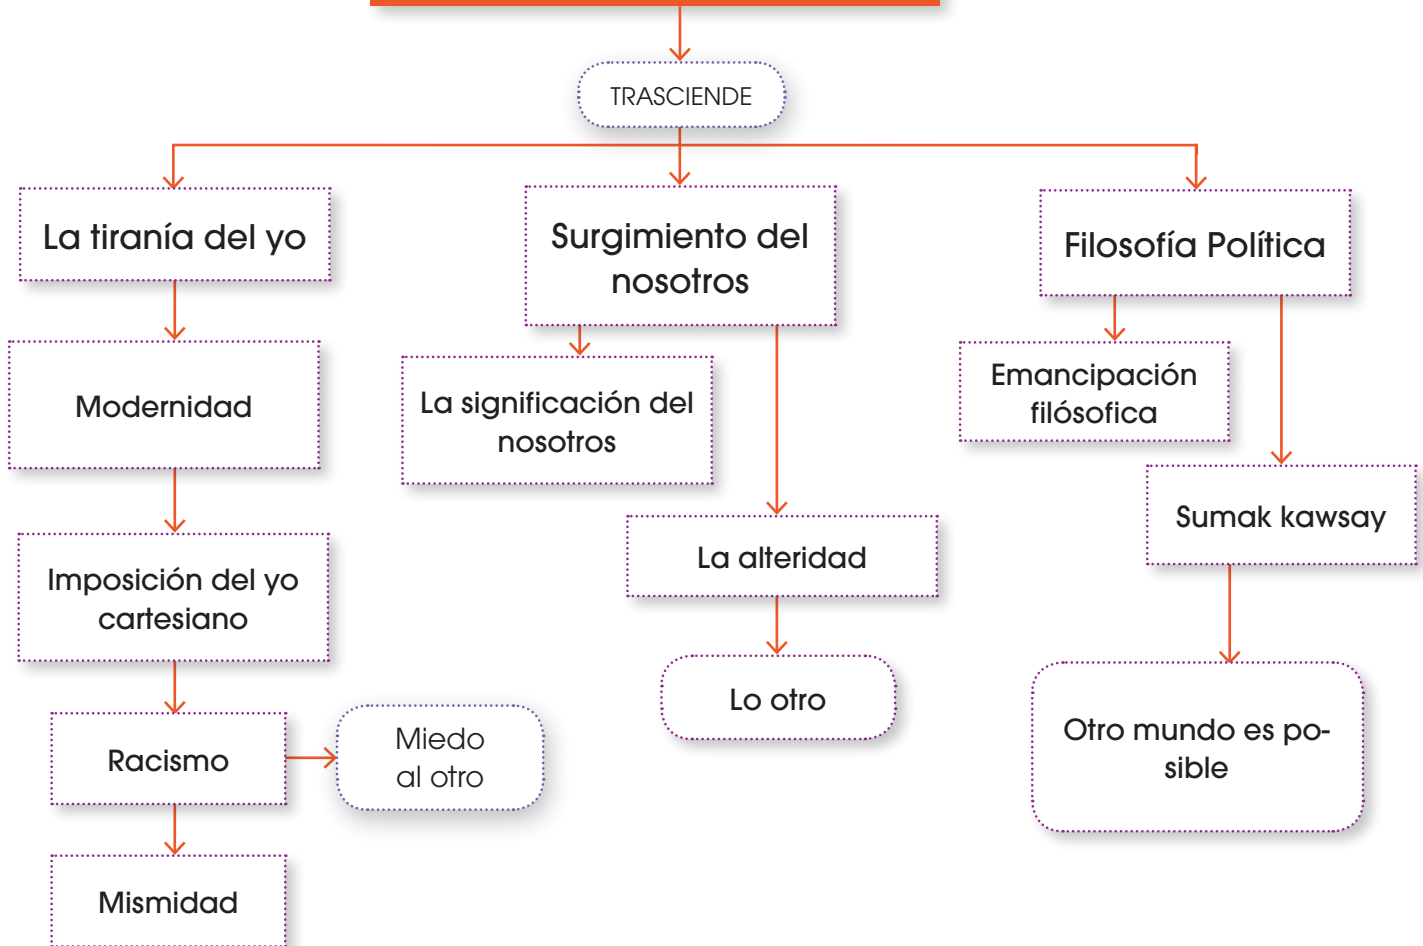 TRASCIENDE
La tiranía del yo
Surgimiento del
nosotros
Filosofía Política
Modernidad
La significación del
nosotros
Emancipación
filósofica
Sumak kawsay
La alteridad
Imposición del yo
cartesiano
Lo otro
Otro mundo es po-
sible
Racismo
Miedo
al otro
Mismidad